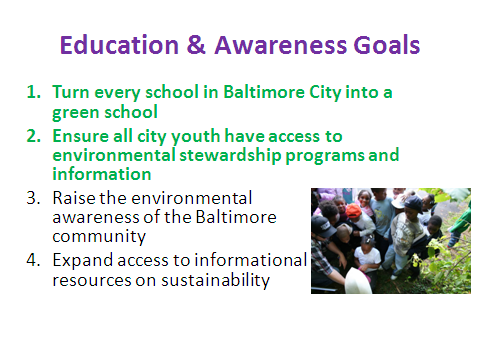 Education & Awareness Goals
1. Turn every school in Baltimore City into a
green school
2. Ensure all city youth have access to
environmental stewardship programs and
information
3. Raise the environmental
awareness of the Baltimore
community
4. Expand access to informational
resources on sustainability